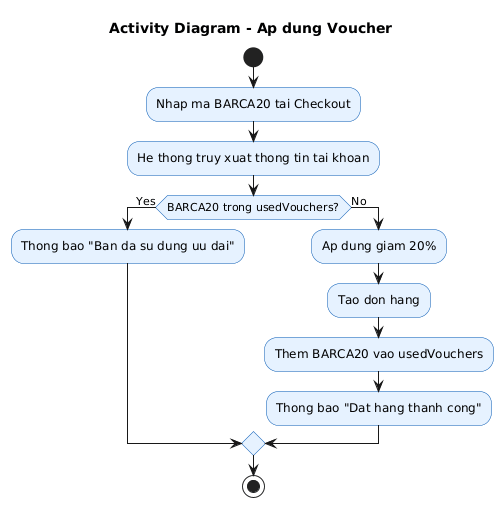 Activity Diagram - Ap dung Voucher
Nhap ma BARCA20 tai Checkout
He thong truy xuat thong tin tai khoan
Yes
BARCA20 trong usedVouchers?
No
Thong bao "Ban da su dung uu dai"
Ap dung giam 20%
Tao don hang
Them BARCA20 vao usedVouchers
Thong bao "Dat hang thanh cong"